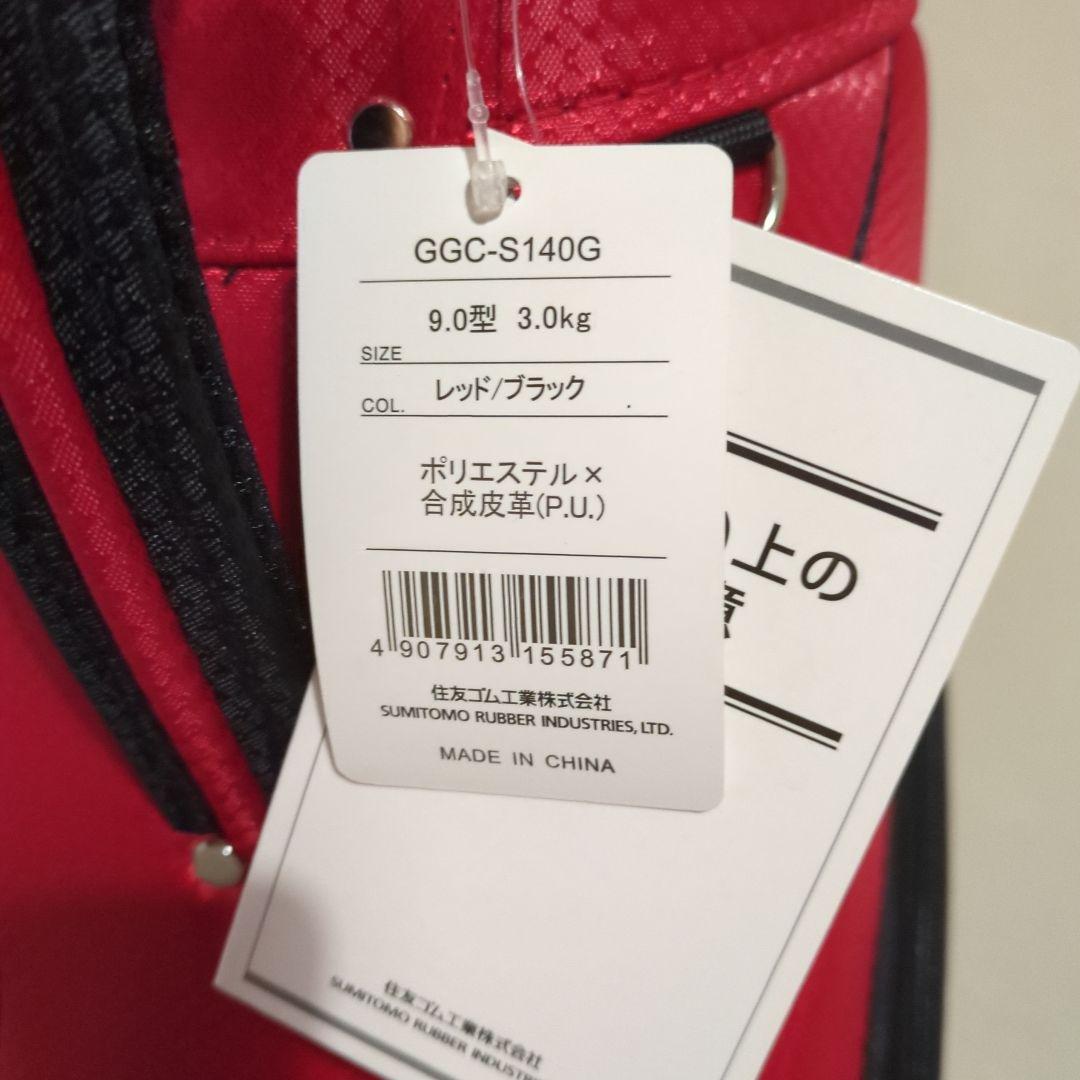 GGC-S140G
9.0型 3.0kg
SIZE
レッド/ブラック
COL.
ポリエステル×
合成皮革(P.U.)
4 907913 155871
住友ゴム工業株式会社
SUMITOMO RUBBER INDUSTRIES, LTD.
MADE IN CHINA
上の
住友ゴム工業株式会社
SUMITOMO RUBBER